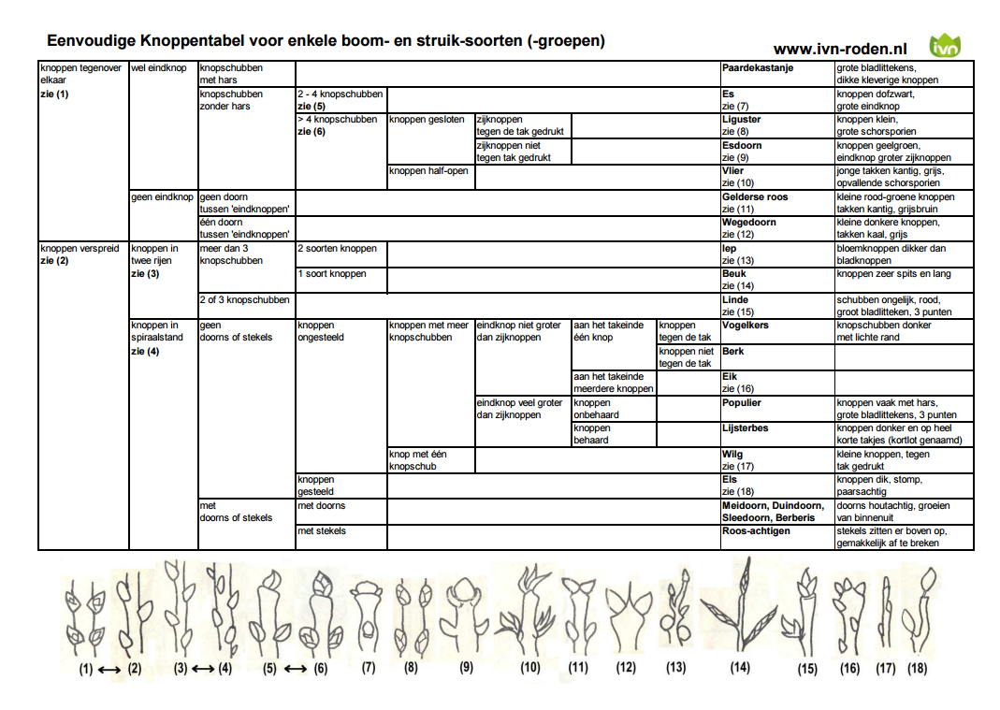 Eenvoudige Knoppentabel voor enkele boom- en struik-soorten (-groepen)
www.ivn-roden.nl
ivn
knoppen tegenover
elkaar
zie (1)
wel eindknop
knopschubben
met hars
Paardekastanje
grote bladlittekens,
dikke kleverige knoppen
knopschubben
zonder hars
2 - 4 knopschubben
zie (5)
Es
zie (7)
knoppen dofzwart,
grote eindknop
> 4 knopschubben
zie (6)
knoppen gesloten
zijknoppen
tegen de tak gedrukt
Liguster
zie (8)
knoppen klein,
grote schorsporien
zijknoppen niet
tegen tak gedrukt
Esdoorn
zie (9)
knoppen geelgroen,
eindknop groter zijknoppen
knoppen half-open
Vlier
zie (10)
jonge takken kantig, grijs,
opvallende schorsporien
geen eindknop
geen doorn
tussen 'eindknoppen'
Gelderse roos
zie (11)
kleine rood-groene knoppen
takken kantig, grijsbruin
één doorn
tussen 'eindknoppen'
Wegedoorn
zie (12)
kleine donkere knoppen,
takken kaal, grijs
knoppen verspreid
zie (2)
knoppen in
twee rijen
zie (3)
meer dan 3
knopschubben
2 soorten knoppen
Iep
zie (13)
bloemknoppen dikker dan
bladknoppen
1 soort knoppen
Beuk
zie (14)
knoppen zeer spits en lang
2 of 3 knopschubben
Linde
zie (15)
schubben ongelijk, rood,
groot bladlitteken, 3 punten
knoppen in
spiraalstand
zie (4)
geen
doorns of stekels
knoppen
ongesteeld
knoppen met meer
knopschubben
eindknop niet groter
dan zijknoppen
aan het takeinde
één knop
knoppen
tegen de tak
Vogelkers
knopschubben donker
met lichte rand
knoppen niet
tegen de tak
Berk
aan het takeinde
meerdere knoppen
Eik
zie (16)
eindknop veel groter
dan zijknoppen
knoppen
onbehaard
Populier
knoppen vaak met hars,
grote bladlittekens, 3 punten
knoppen
behaard
Lijsterbes
knoppen donker en op heel
korte takjes (kortlot genaamd)
knop met één
knopschub
Wilg
zie (17)
kleine knoppen, tegen
tak gedrukt
knoppen
gesteeld
Els
zie (18)
knoppen dik, stomp,
paarsachtig
met
doorns of stekels
met doorns
Meidoorn, Duindoorn,
Sleedoorn, Berberis
doorns houtachtig, groeien
van binnenuit
met stekels
Roos-achtigen
stekels zitten er boven op,
gemakkelijk af te breken
(1) ↔ (2) (3) ↔ (4) (5) ↔ (6) (7) (8) (9) (10) (11) (12) (13) (14) (15) (16) (17) (18)